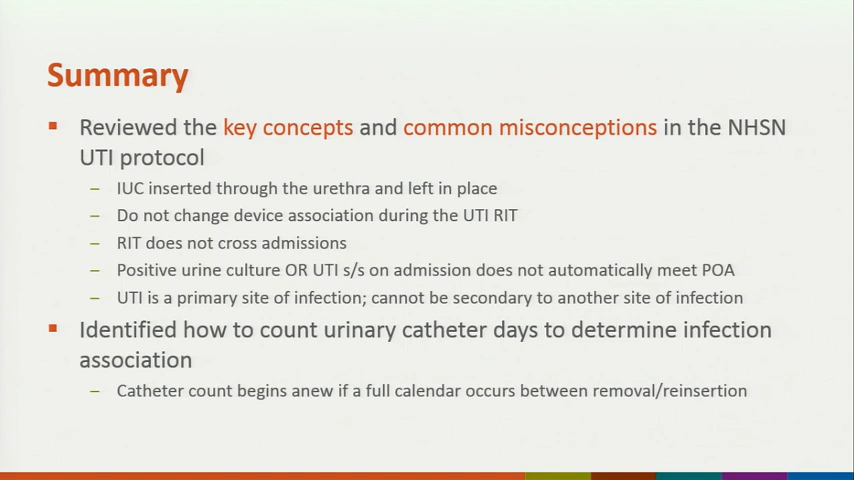 Summary
▪ Reviewed the key concepts and common misconceptions in the NHSN
UTI protocol
– IUC inserted through the urethra and left in place
– Do not change device association during the UTI RIT
– RIT does not cross admissions
– Positive urine culture OR UTI s/s on admission does not automatically meet POA
– UTI is a primary site of infection; cannot be secondary to another site of infection
▪ Identified how to count urinary catheter days to determine infection
association
– Catheter count begins anew if a full calendar occurs between removal/reinsertion